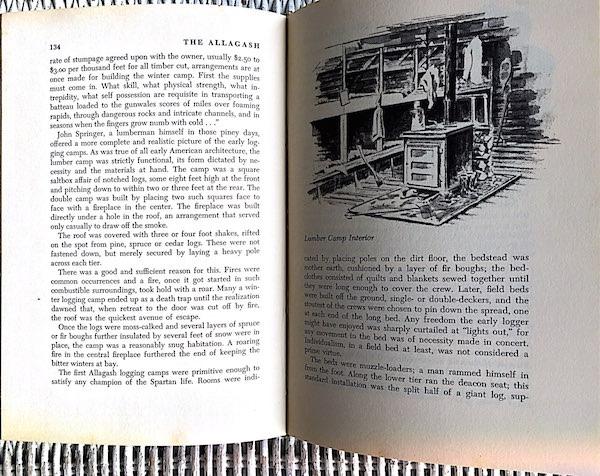 134
THE ALLAGASH
rate of stumpage agreed upon with the owner, usually $2.50 to
$3.00 per thousand feet for all timber cut, arrangements are at
once made for building the winter camp. First the supplies
must come in. What skill, what physical strength, what in-
trepidity, what self possession are requisite in transporting a
batteau loaded to the gunwales scores of miles over foaming
rapids, through dangerous rocks and intricate channels, and in
seasons when the fingers grow numb with cold . . ."
John Springer, a lumberman himself in those piney days,
offered a more complete and realistic picture of the early log-
ging camps. As was true of all early American architecture, the
lumber camp was strictly functional, its form dictated by ne-
cessity and the materials at hand. The camp was a square
saltbox affair of notched logs, some eight feet high at the front
and pitching down to within two or three feet at the rear. The
double camp was built by placing two such squares face to
face with a fireplace in the center. The fireplace was built
directly under a hole in the roof, an arrangement that served
only casually to draw off the smoke.
The roof was covered with three or four foot shakes, rifted
on the spot from pine, spruce or cedar logs. These were not
fastened down, but merely secured by laying a heavy pole
across each tier.
There was a good and sufficient reason for this. Fires were
common occurrences and a fire, once it got started in such
combustible surroundings, took hold with a roar. Many a win-
ter logging camp ended up as a death trap until the realization
dawned that, when retreat to the door was cut off by fire,
the roof was the quickest avenue of escape.
Once the logs were moss-calked and several layers of spruce
or fir boughs further insulated by several feet of snow were in
place, the camp was a reasonably snug habitation. A roaring
fire in the central fireplace furthered the end of keeping the
bitter winters at bay.
The first Allagash logging camps were primitive enough to
satisfy any champion of the Spartan life. Rooms were indi-
Lumber Camp Interior
cated by placing poles on the dirt floor, the bedstead was
mother earth, cushioned by a layer of fir boughs; the bed-
clothes consisted of quilts and blankets sewed together until
they were long enough to cover the crew. Later, field beds
were built off the ground, single- or double-deckers, and the
stoutest of the crews were chosen to pin down the spread, one
at each end of the long bed. Any freedom the early logger
might have enjoyed was sharply curtailed at "lights out," for
any movement in the bed was of necessity made in concert.
Individualism, in a field bed at least, was not considered a
prime virtue.
The beds were muzzle-loaders; a man rammed himself in
from the foot. Along the lower tier ran the deacon seat; this
standard installation was the split half of a giant log, sup-